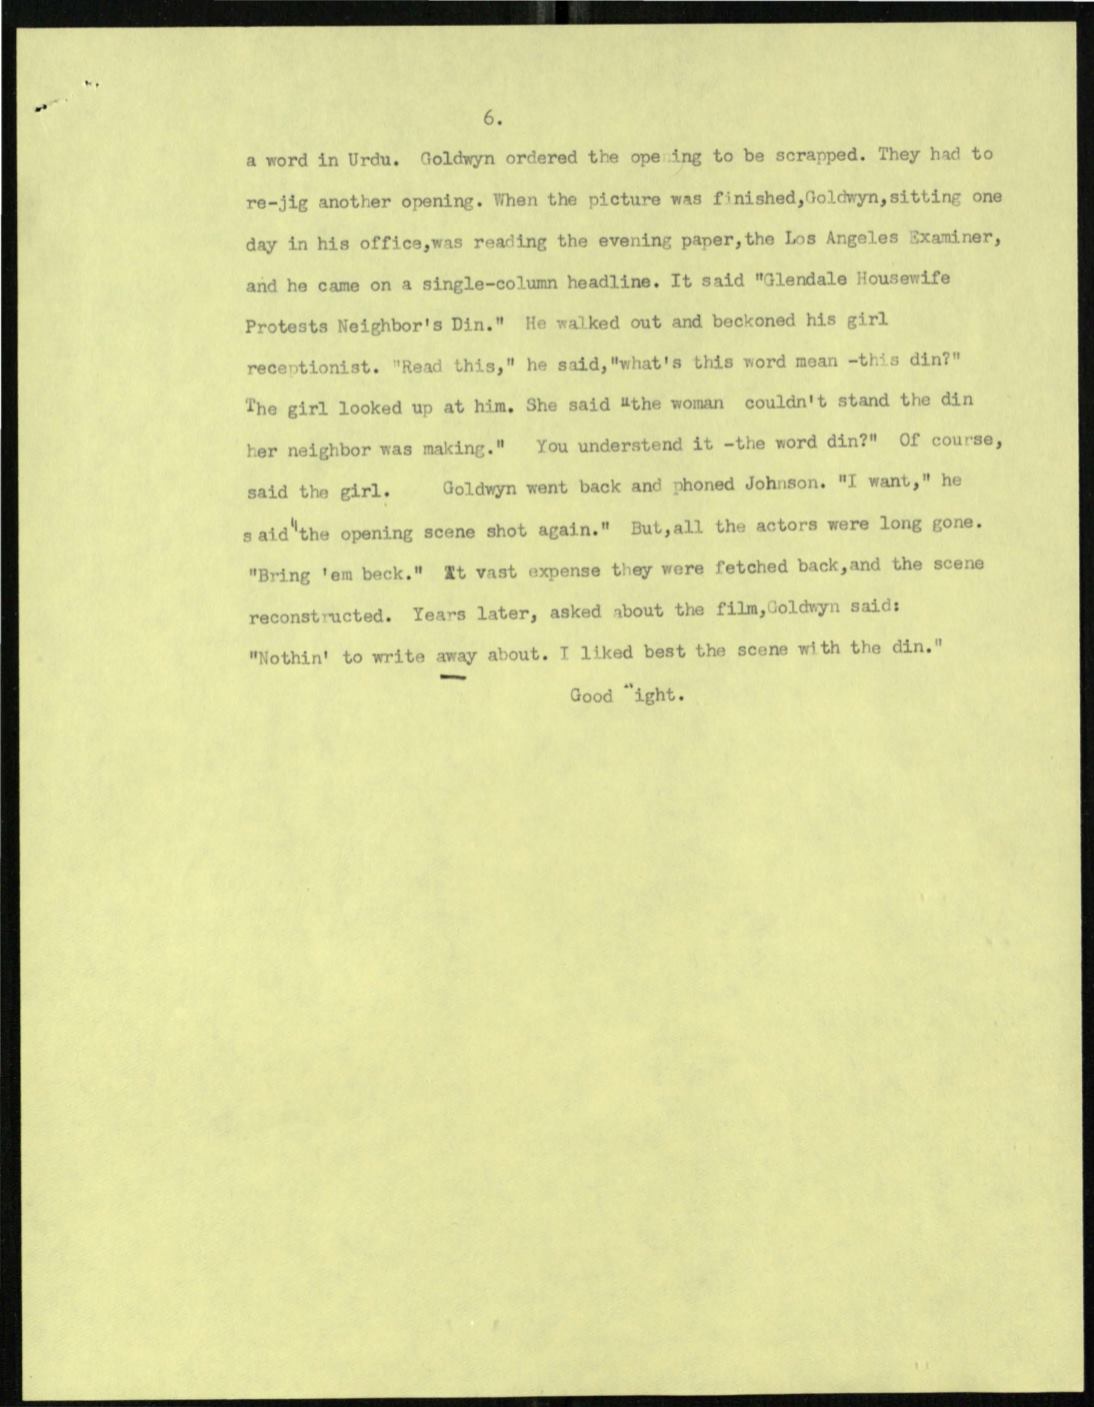 6.
a word in Urdu. Goldwyn ordered the opening to be scrapped. They had to
re-jig another opening. When the picture was finished,Goldwyn,sitting one
day in his office,was reading the evening paper,the Los Angeles Examiner,
and he came on a single-column headline. It said "Glendale Housewife
Protests Neighbor's Din." He walked out and beckoned his girl
receptionist. "Read this," he said,"what's this word mean -this din?"
The girl looked up at him. She said "the woman couldn't stand the din
her neighbor was making." You understend it -the word din?" Of course,
said the girl. Goldwyn went back and phoned Johnson. "I want," he
said"the opening scene shot again." But,all the actors were long gone.
"Bring 'em beck." At vast expense they were fetched back,and the scene
reconstructed. Years later, asked about the film,Goldwyn said:
"Nothin' to write away about. I liked best the scene with the din."
Good "ight.